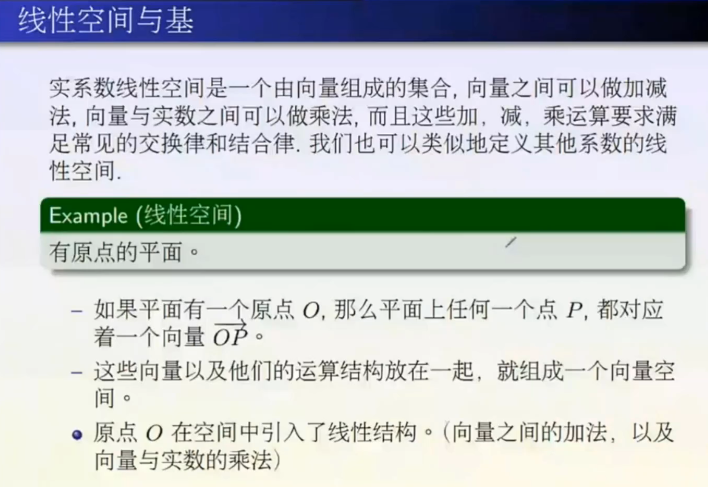 线性空间与基
实系数线性空间是一个由向量组成的集合, 向量之间可以做加减
法, 向量与实数之间可以做乘法, 而且这些加，减，乘运算要求满
足常见的交换律和结合律. 我们也可以类似地定义其他系数的线
性空间.
Example (线性空间)
有原点的平面。
– 如果平面有一个原点 O, 那么平面上任何一个点 P, 都对应
着一个向量 $\overrightarrow{OP}$。
– 这些向量以及他们的运算结构放在一起，就组成一个向量空
间。
• 原点 O 在空间中引入了线性结构。(向量之间的加法，以及
向量与实数的乘法)